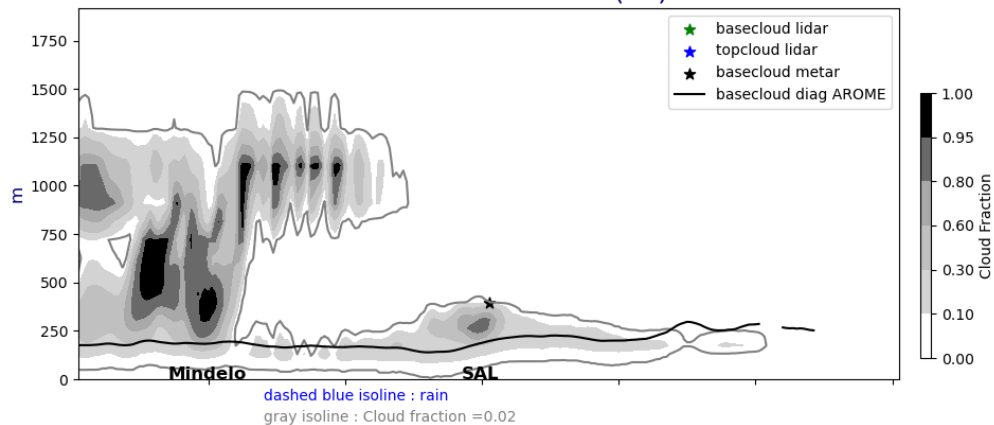 basecloud lidar
topcloud lidar
basecloud metar
basecloud diag AROME
1750
1500
1250
1000
750
500
250
0
m
Mindelo
SAL
1.00
0.95
0.80
0.60
0.30
0.10
0.00
Cloud Fraction
dashed blue isoline : rain
gray isoline : Cloud fraction =0.02